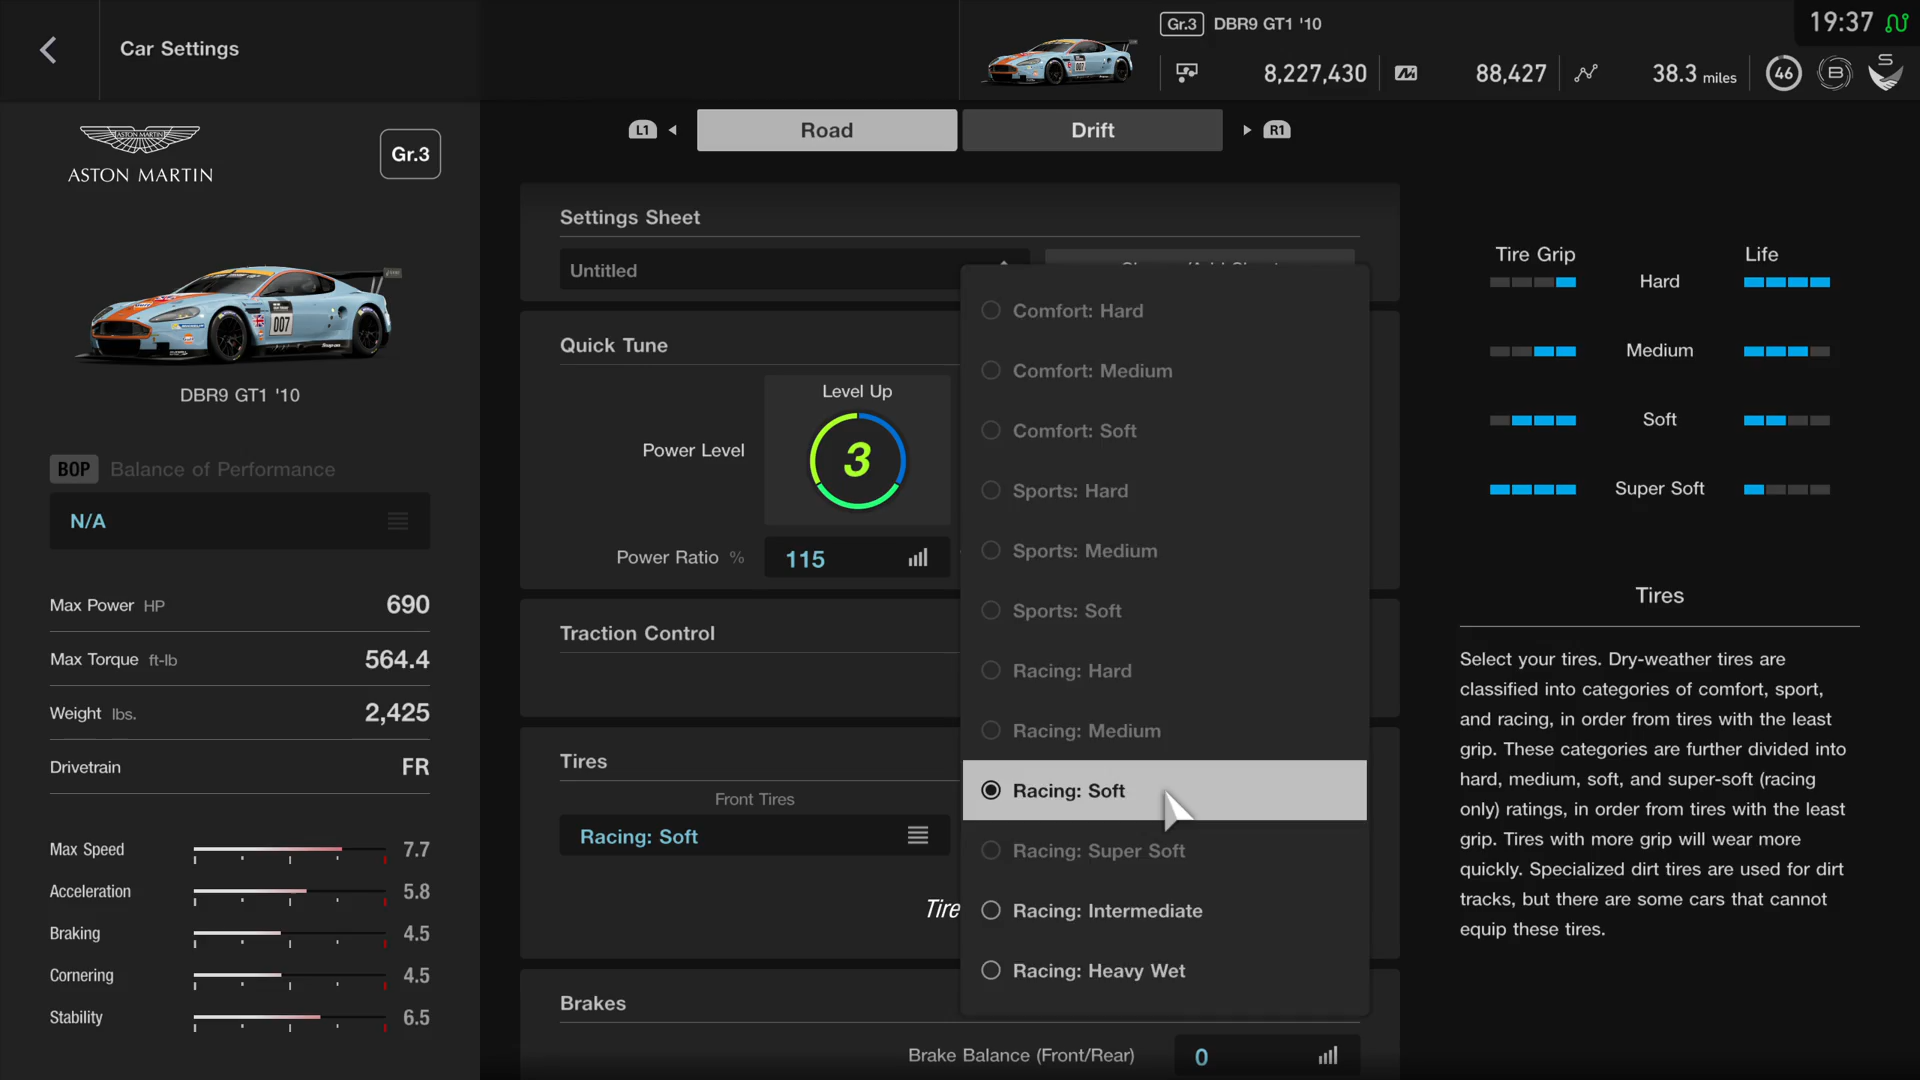 Car Settings
Gr.3 DBR9 GT1 '10
19:37
8,227,430
88,427
38.3 miles
46
B
S
L1
Road
Drift
R1
ASTON MARTIN
ASTON MARTIN
Gr.3
007
DBR9 GT1 '10
BOP Balance of Performance
N/A
Max Power HP 690
Max Torque ft-lb 564.4
Weight lbs. 2,425
Drivetrain FR
Max Speed 7.7
Acceleration 5.8
Braking 4.5
Cornering 4.5
Stability 6.5
Settings Sheet
Untitled
Quick Tune
Level Up
Power Level
3
Power Ratio % 115
Traction Control
Tires
Front Tires
Racing: Soft
Tire
Brakes
Brake Balance (Front/Rear) 0
Comfort: Hard
Comfort: Medium
Comfort: Soft
Sports: Hard
Sports: Medium
Sports: Soft
Racing: Hard
Racing: Medium
Racing: Soft
Racing: Super Soft
Racing: Intermediate
Racing: Heavy Wet
Tire Grip Life
Hard
Medium
Soft
Super Soft
Tires
Select your tires. Dry-weather tires are
classified into categories of comfort, sport,
and racing, in order from tires with the least
grip. These categories are further divided into
hard, medium, soft, and super-soft (racing
only) ratings, in order from tires with the least
grip. Tires with more grip will wear more
quickly. Specialized dirt tires are used for dirt
tracks, but there are some cars that cannot
equip these tires.